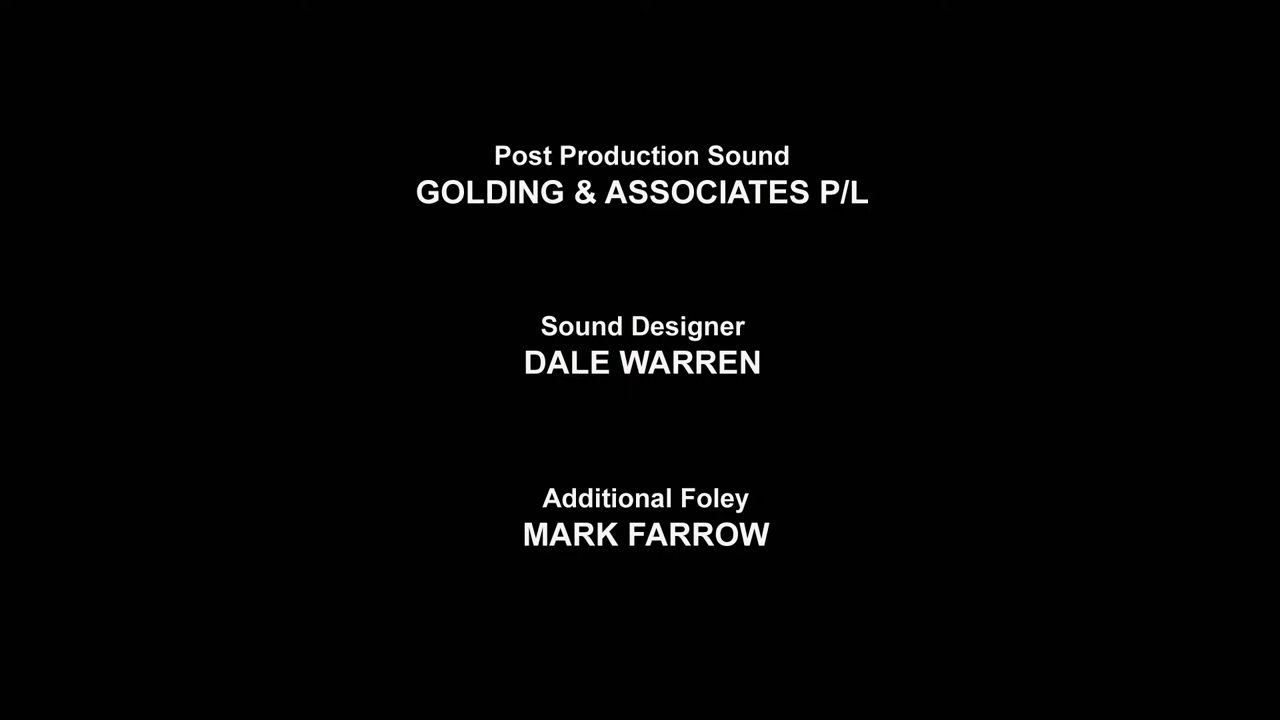 Post Production Sound
GOLDING & ASSOCIATES P/L
Sound Designer
DALE WARREN
Additional Foley
MARK FARROW